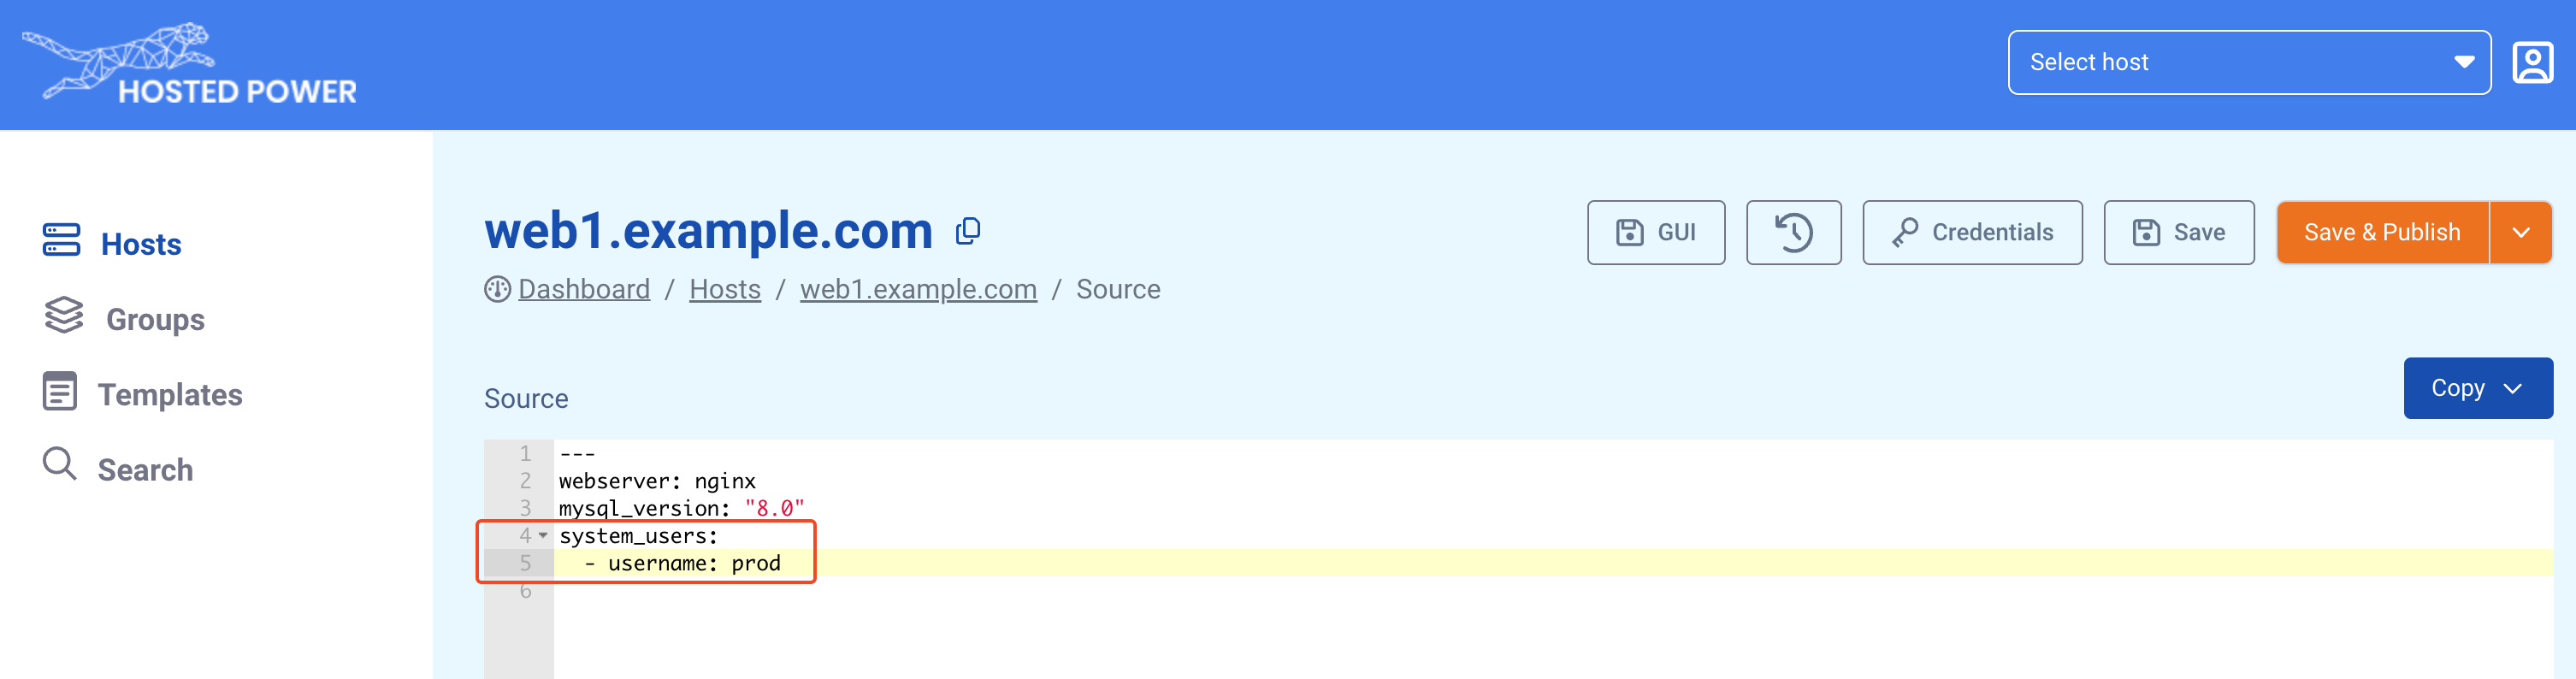 HOSTED POWER
Select host
Hosts
Groups
Templates
Search
web1.example.com
GUI
Credentials
Save
Save & Publish
Dashboard / Hosts / web1.example.com / Source
Source
Copy
1 ---
2 webserver: nginx
3 mysql_version: "8.0"
4 system_users:
5   - username: prod
6